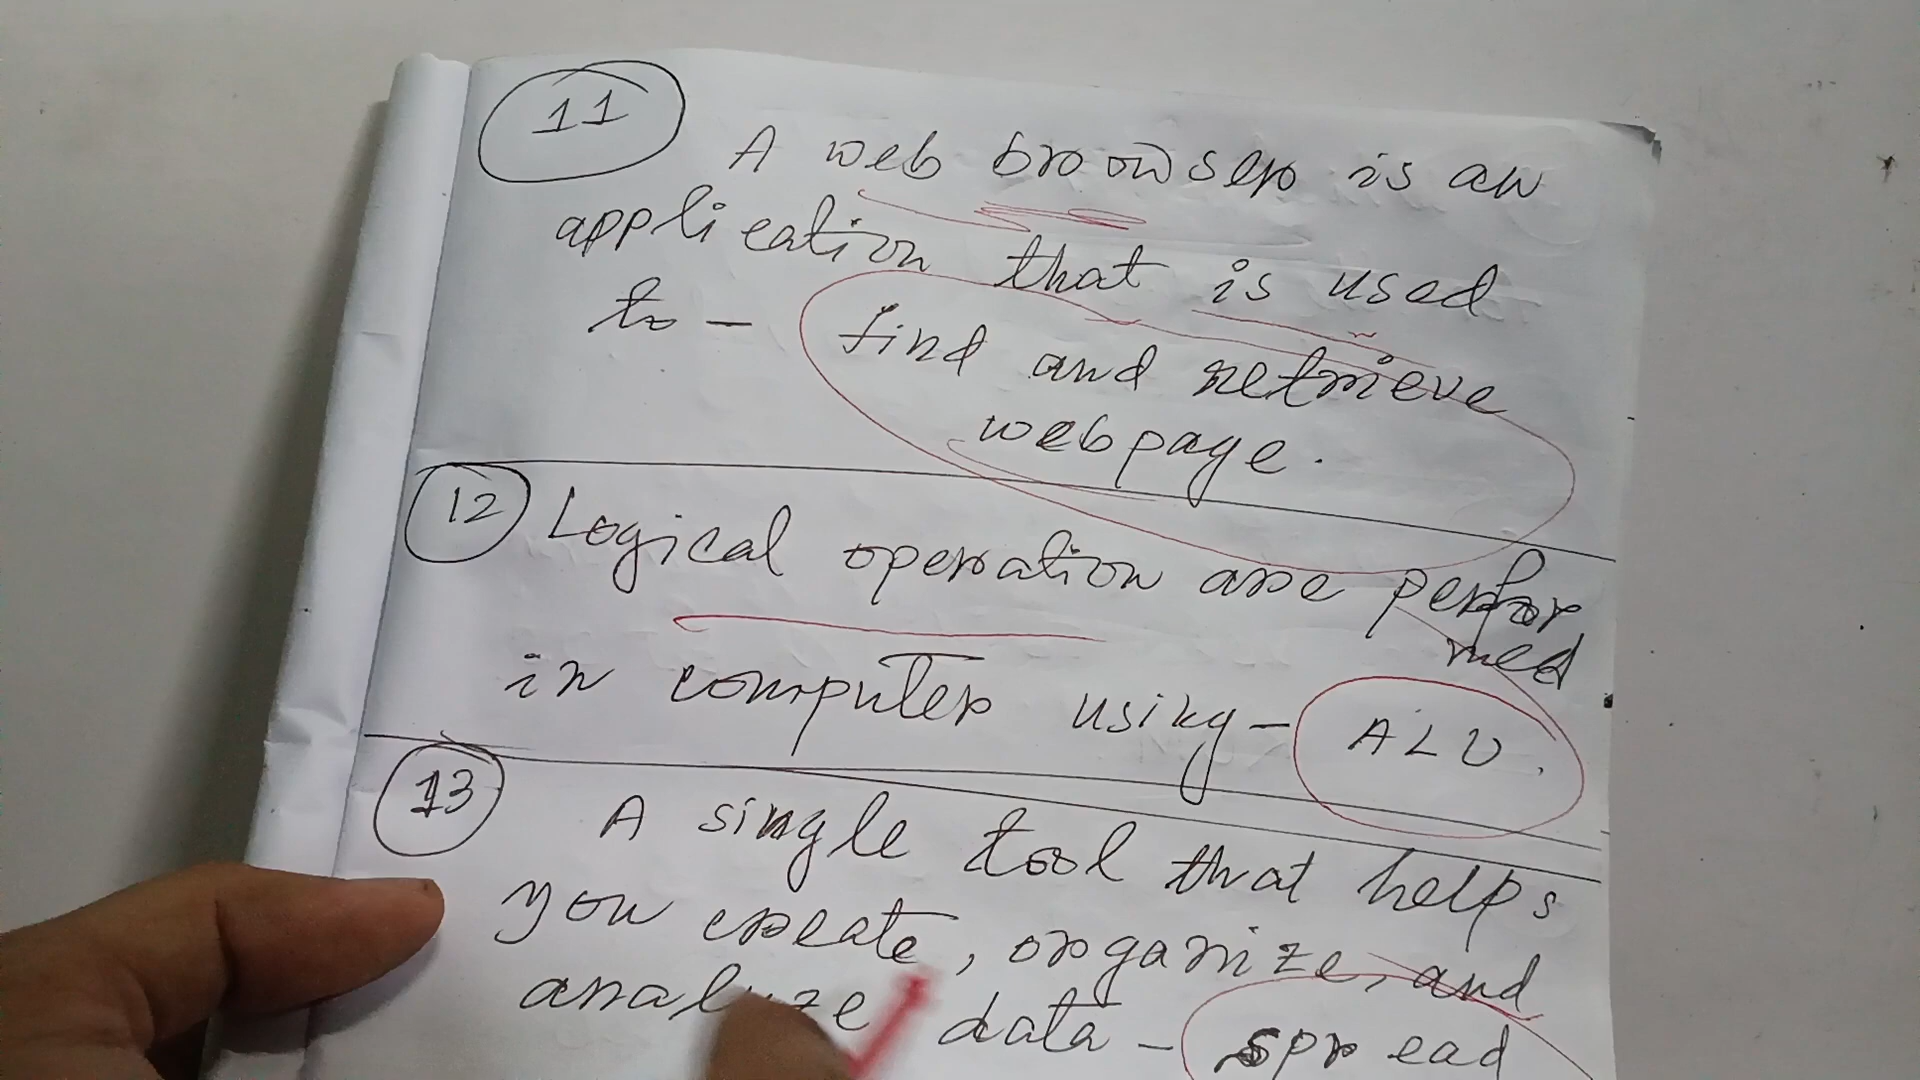 11
A web browser is an
application that is used
to - find and retrieve
webpage.
12 Logical operation are perfor
med
in computer using - ALU.
13 A single tool that helps
you create, organize, and
analyze data - spread